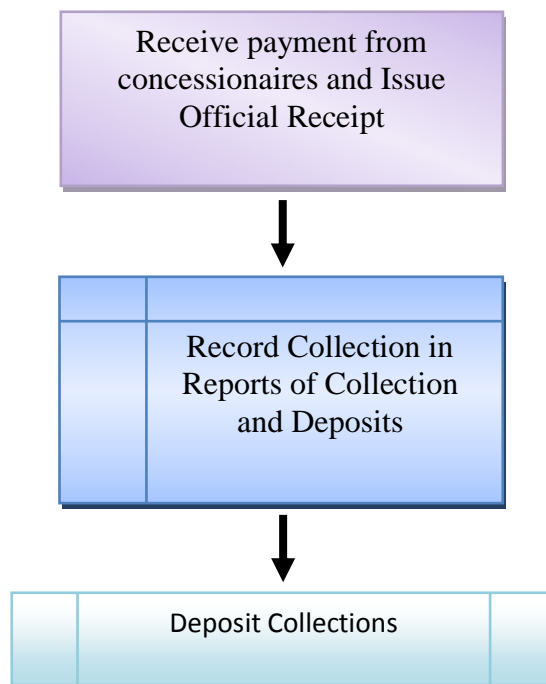 Receive payment from
concessionaires and Issue
Official Receipt
Record Collection in
Reports of Collection
and Deposits
Deposit Collections